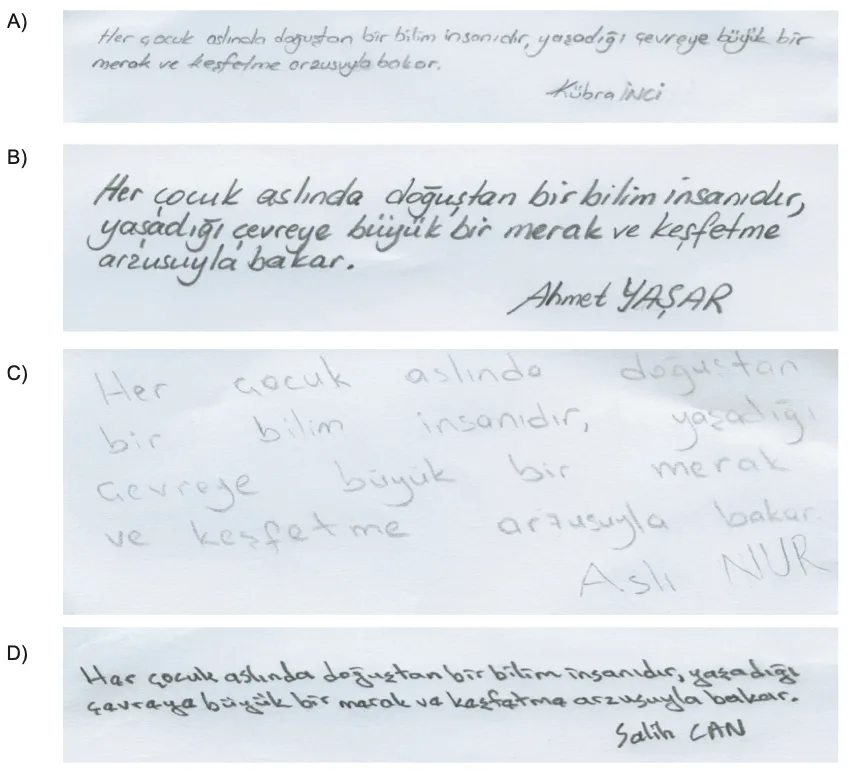 A)
Her çocuk aslında doğuştan bir bilim insanıdır, yaşadığı çevreye büyük bir
merak ve keşfetme arzusuyla bakar.
Kübra İNCİ
B)
Her çocuk aslında doğuştan bir bilim insanıdır,
yaşadığı çevreye büyük bir merak ve keşfetme
arzusuyla bakar.
Ahmet YAŞAR
C)
Her çocuk aslında doğuştan
bir bilim insanıdır, yaşadığı
çevreye büyük bir merak
ve keşfetme arzusuyla bakar.
Aslı NUR
D)
Her çocuk aslında doğuştan bir bilim insanıdır, yaşadığı
çevreye büyük bir merak ve keşfetme arzusuyla bakar.
Salih CAN